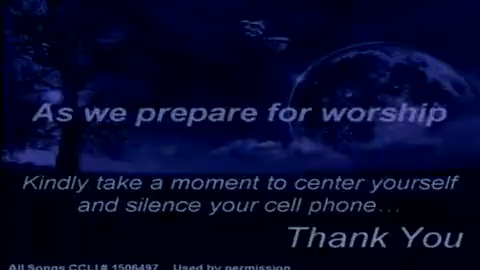 As we prepare for worship
Kindly take a moment to center yourself
and silence your cell phone...
Thank You
All Songs CCLI # 1506497 Used by permission